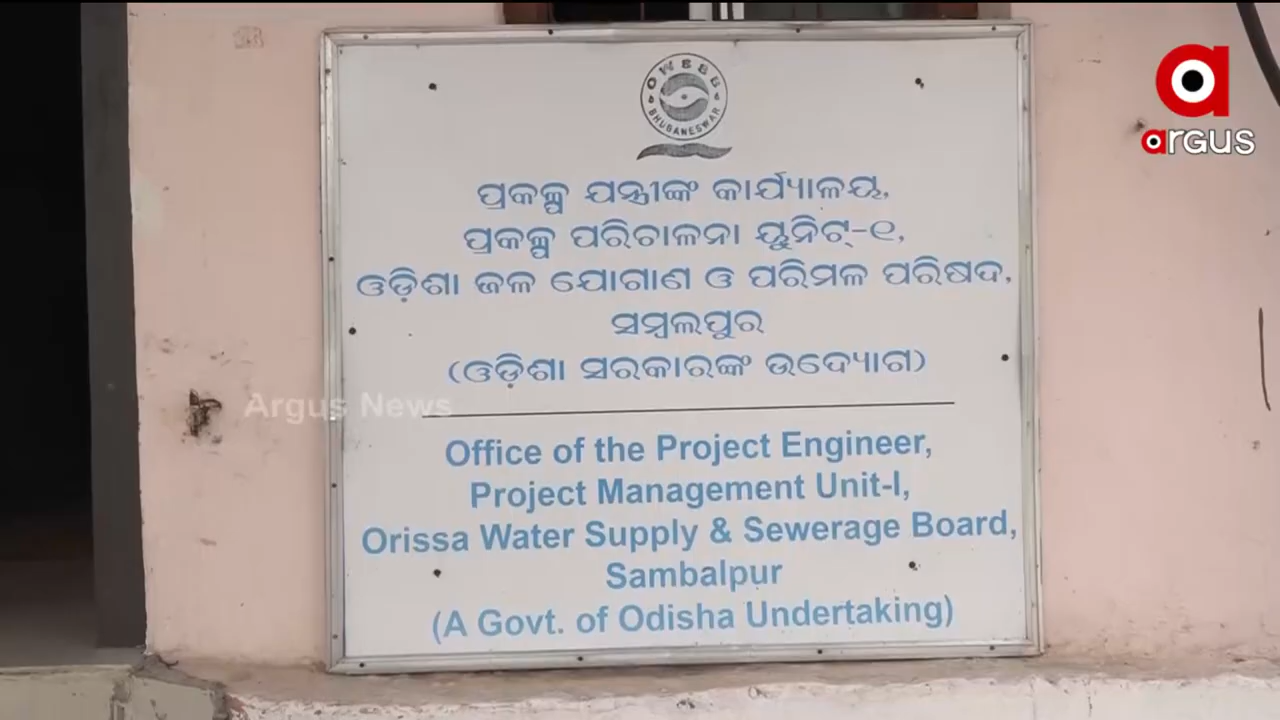 OWSSB
BHUBANESWAR
ପ୍ରକଳ୍ପ ଯନ୍ତ୍ରୀଙ୍କ କାର୍ଯ୍ୟାଳୟ,
ପ୍ରକଳ୍ପ ପରିଚାଳନା ୟୁନିଟ୍-୧,
ଓଡ଼ିଶା ଜଳ ଯୋଗାଣ ଓ ପରିମଳ ପରିଷଦ,
ସମ୍ବଲପୁର
(ଓଡ଼ିଶା ସରକାରଙ୍କ ଉଦ୍ୟୋଗ)
Office of the Project Engineer,
Project Management Unit-I,
Orissa Water Supply & Sewerage Board,
Sambalpur
(A Govt. of Odisha Undertaking)
Argus News
a
argus